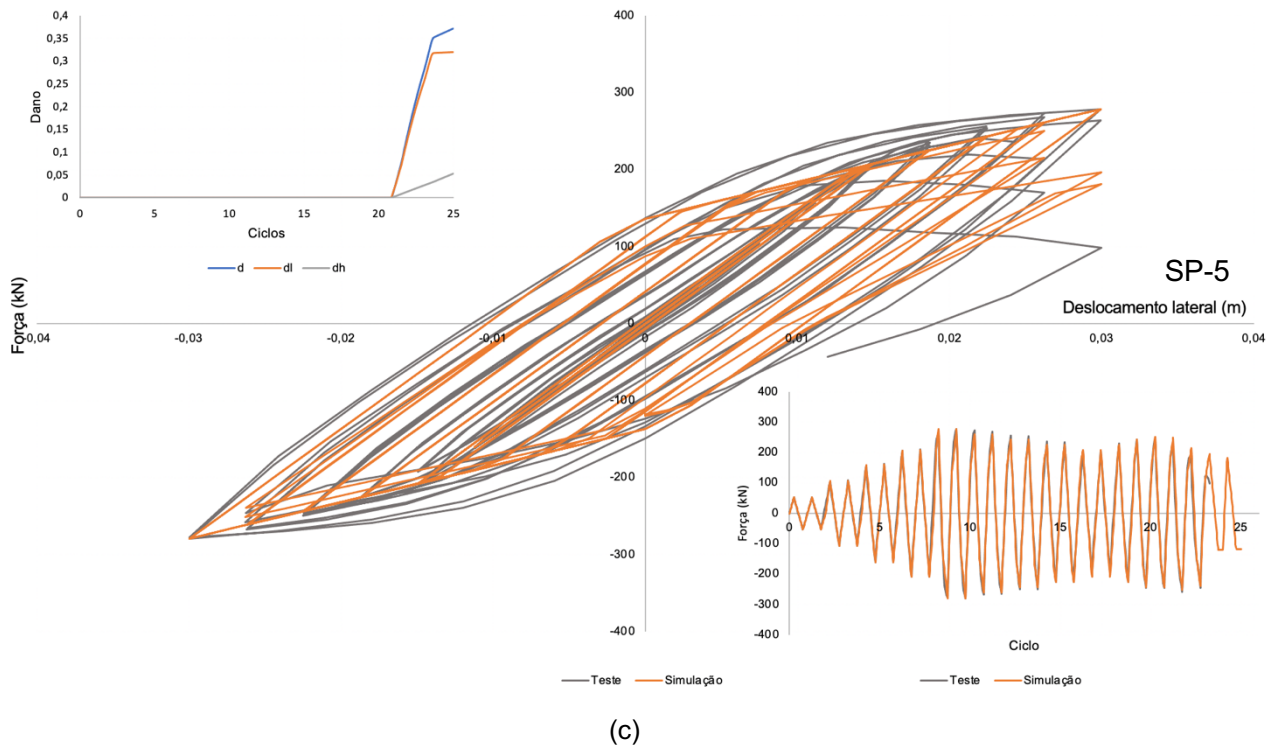 0,4
0,35
0,3
0,25
0,2
0,15
0,1
0,05
0
Dano
0 5 10 15 20 25
Ciclos
d dl dh
400
300
200
100
0
-100
-200
-300
-400
Força (kN)
-0,04 -0,03 -0,02 -0,01 0 0,01 0,02 0,03 0,04
SP-5
Deslocamento lateral (m)
400
300
200
100
0
-100
-200
-300
-400
Força (kN)
0 5 10 15 20 25
Ciclo
Teste Simulação
Teste Simulação
(c)